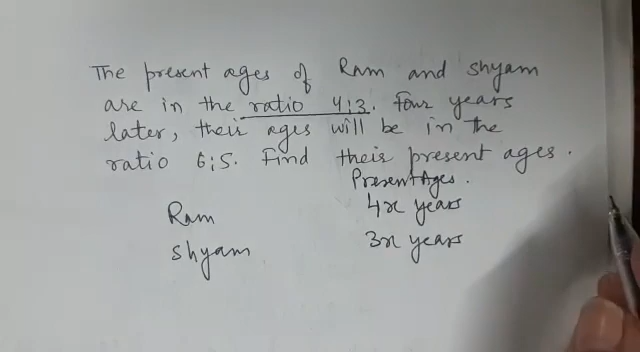 The present ages of Ram and Shyam
are in the ratio 4:3. Four years
later, their ages will be in the
ratio 6:5. Find their present ages.
Present Ages.
Ram 4x years
Shyam 3x years